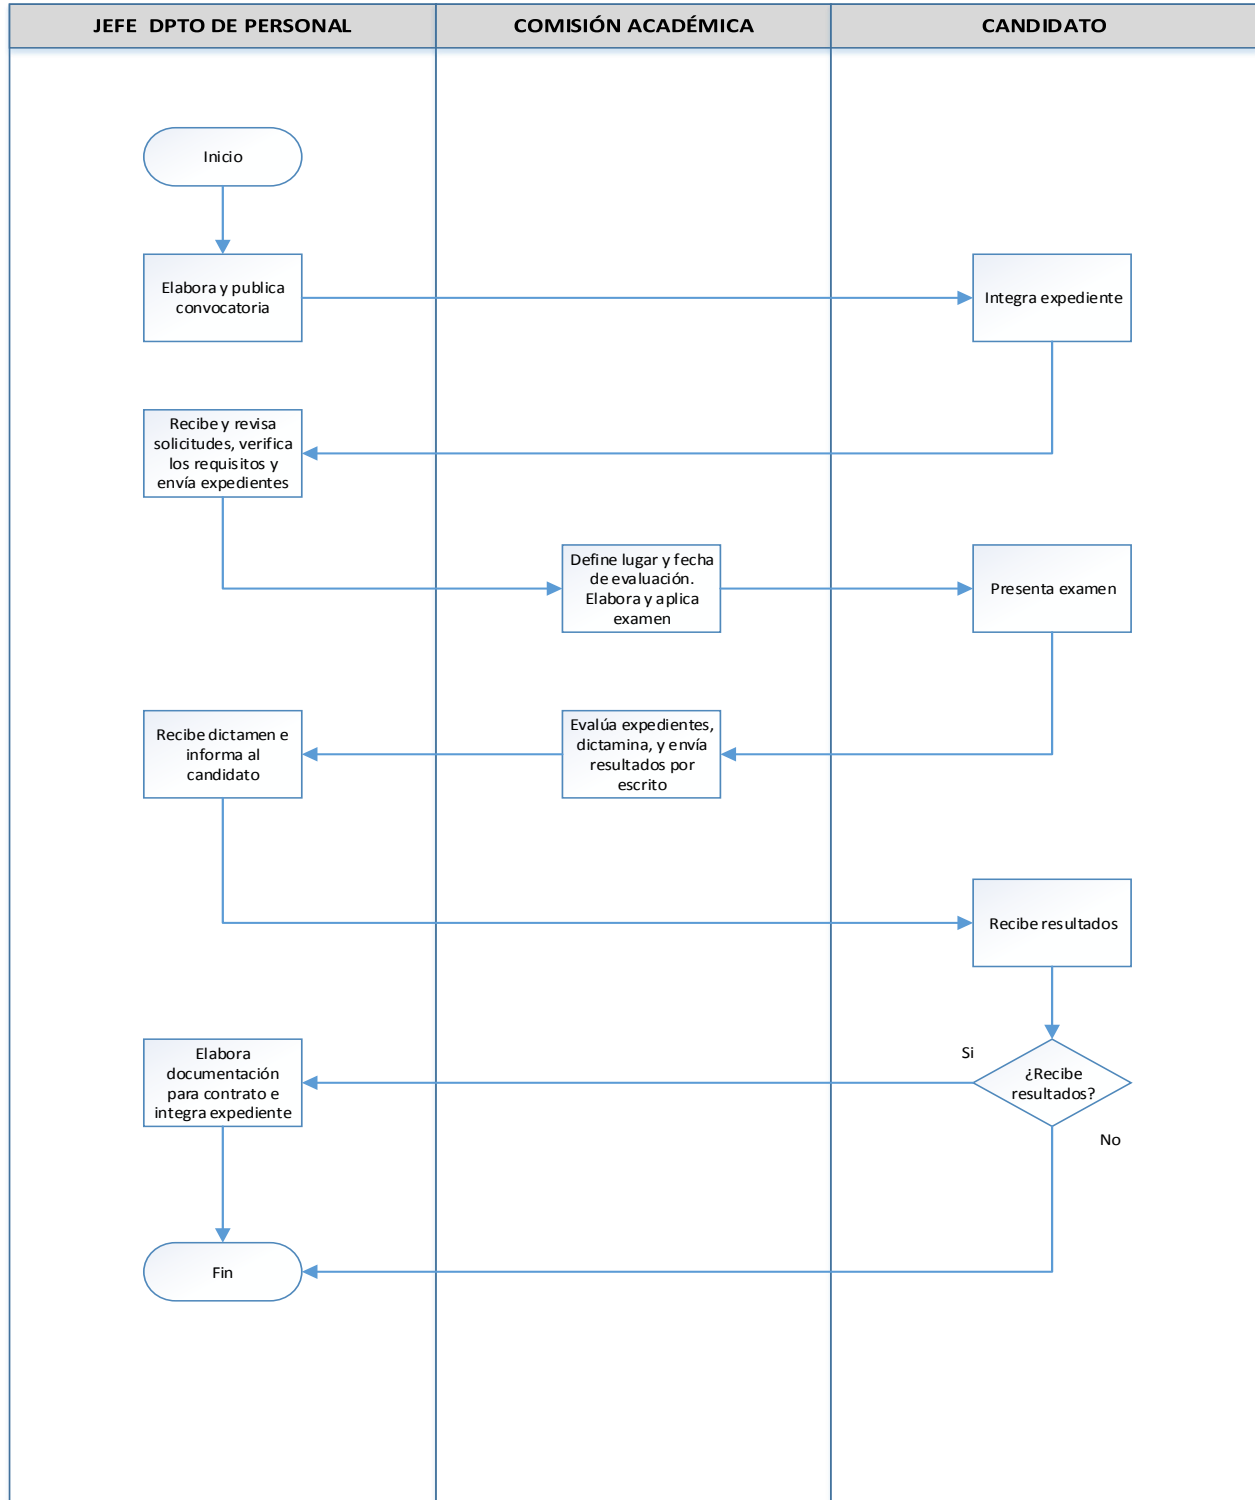 JEFE DPTO DE PERSONAL
COMISIÓN ACADÉMICA
CANDIDATO
Inicio
Elabora y publica
convocatoria
Integra expediente
Recibe y revisa
solicitudes, verifica
los requisitos y
envía expedientes
Define lugar y fecha
de evaluación.
Elabora y aplica
examen
Presenta examen
Recibe dictamen e
informa al
candidato
Evalúa expedientes,
dictamina, y envía
resultados por
escrito
Recibe resultados
Elabora
documentación
para contrato e
integra expediente
Si
¿Recibe
resultados?
No
Fin